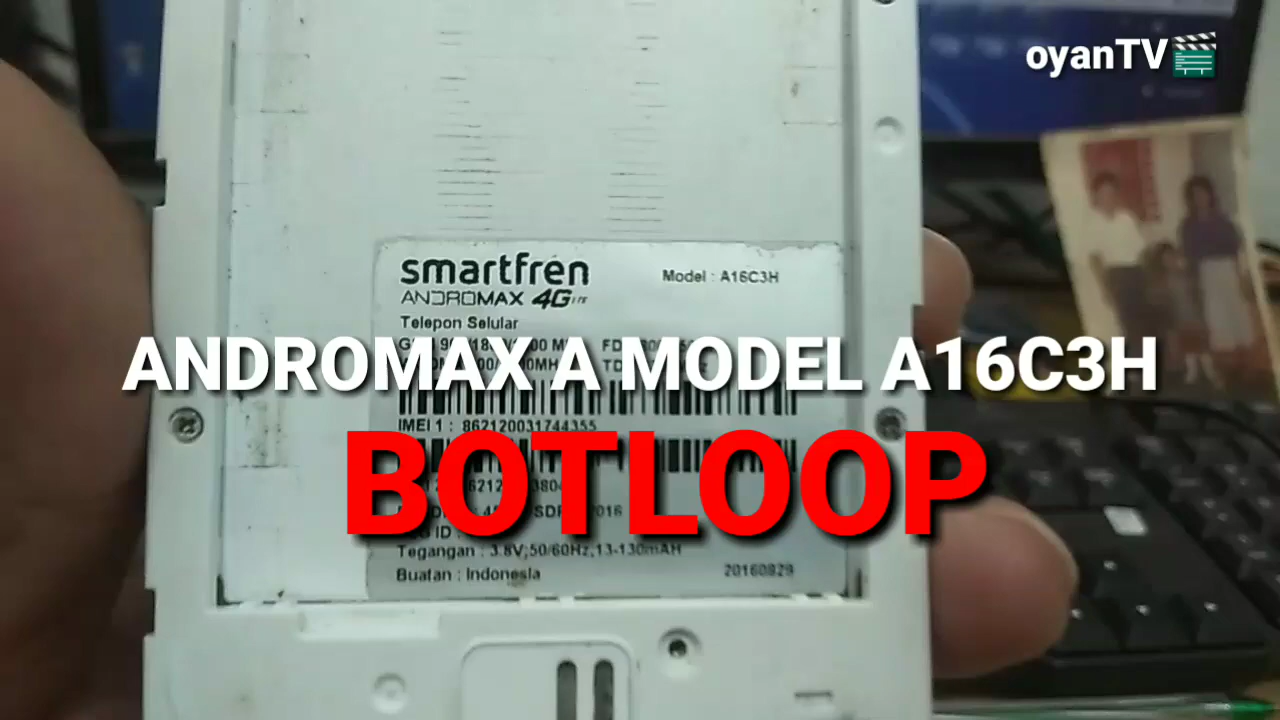 oyanTV
smartfren
ANDROMAX 4G LTE
Model : A16C3H
Telepon Selular
ANDROMAX A MODEL A16C3H
IMEI 1 : 862120031744355
BOTLOOP
Tegangan : 3.8V;50/60Hz,13-130mAH
Buatan : Indonesia
20160829